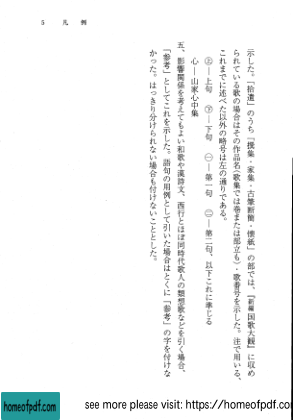 5　凡　例
示した。「拾遺」のうち「撰集・家集・古筆断簡・懐紙」の部では、『新編国歌大観』に収め
られている歌の場合はその作品名（歌集では巻または部立も）・歌番号を示した。注で用いる、
これまでに述べた以外の略号は左の通りである。
㊤―上句　㊦―下句　㊀―第一句　㊁―第二句、以下これに準じる
心―山家心中集
五、影響関係を考えてもよい和歌や漢詩文、西行とほぼ同時代歌人の類想歌などを引く場合、
「参考」としてこれを示した。語句の用例として引いた場合はとくに「参考」の字を付けな
かった。はっきり分けられない場合も付けないこととした。
homeofpdf.com
see more please visit: https://homeofpdf.com